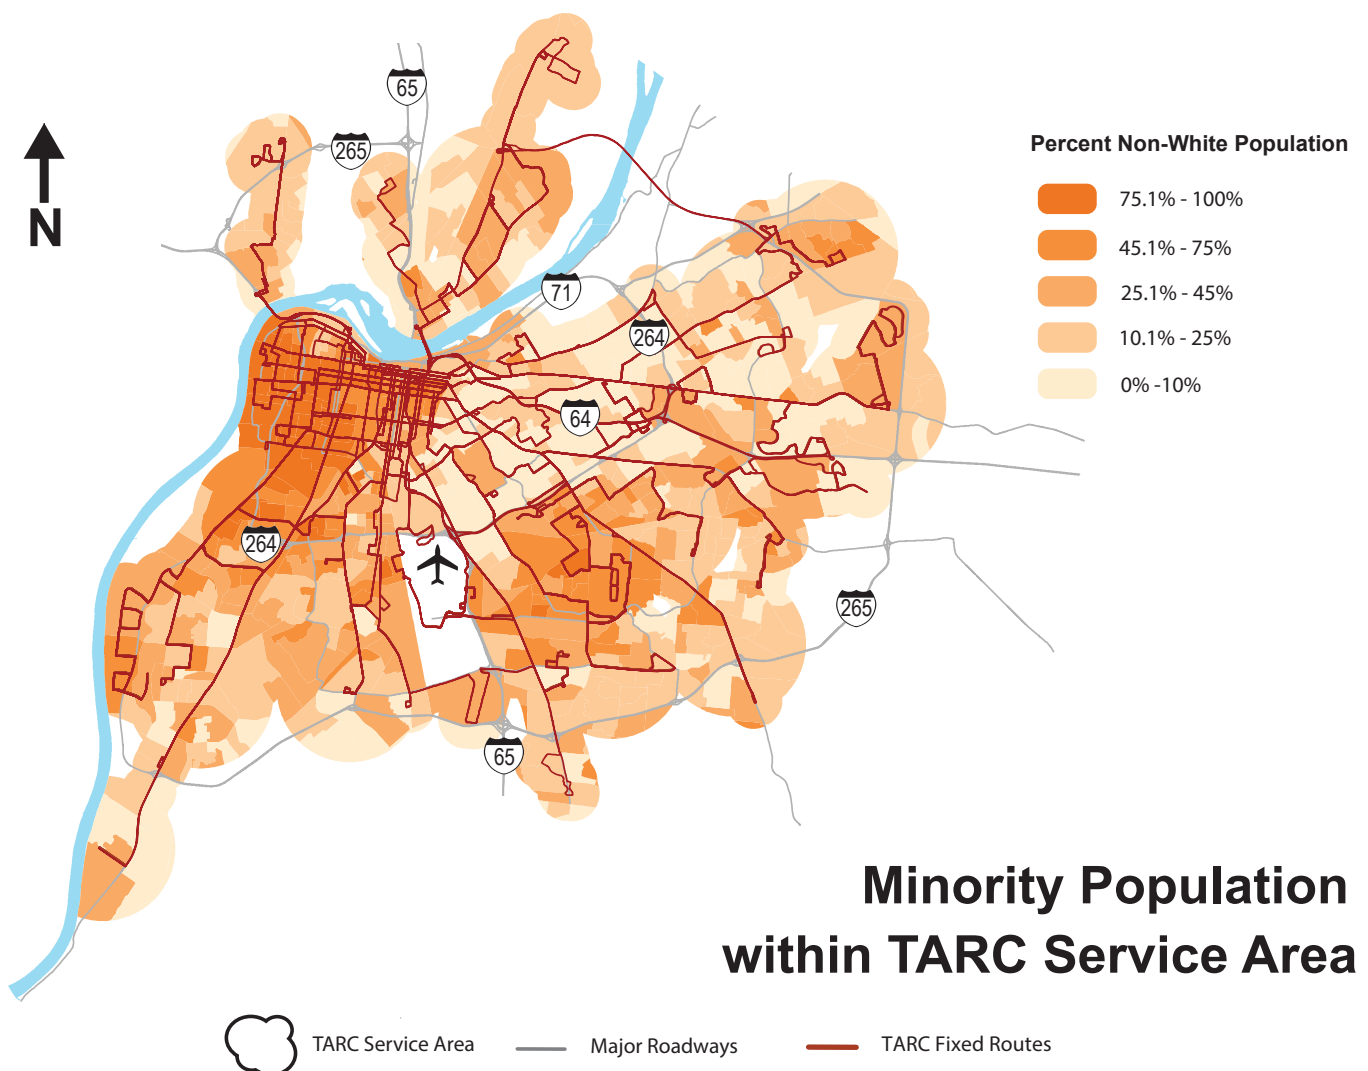 65
265
N
71
264
64
264
265
65
Percent Non-White Population
75.1% - 100%
45.1% - 75%
25.1% - 45%
10.1% - 25%
0% -10%
Minority Population
within TARC Service Area
TARC Service Area
Major Roadways
TARC Fixed Routes